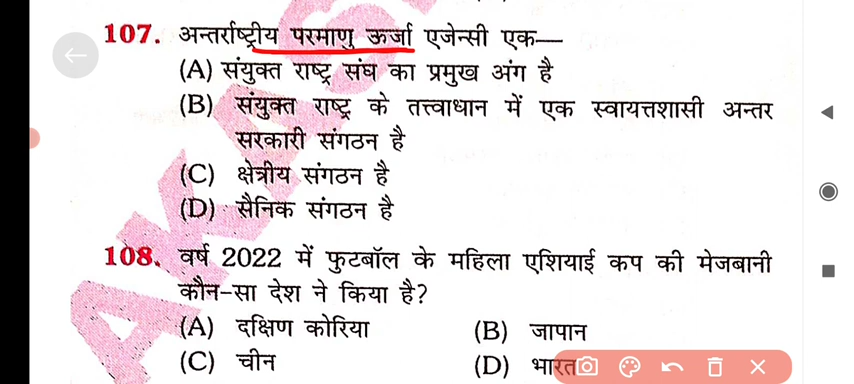 107. अन्तर्राष्ट्रीय परमाणु ऊर्जा एजेन्सी एक—
(A) संयुक्त राष्ट्र संघ का प्रमुख अंग है
(B) संयुक्त राष्ट्र के तत्त्वाधान में एक स्वायत्तशासी अन्तर
सरकारी संगठन है
(C) क्षेत्रीय संगठन है
(D) सैनिक संगठन है
108. वर्ष 2022 में फुटबॉल के महिला एशियाई कप की मेजबानी
कौन-सा देश ने किया है?
(A) दक्षिण कोरिया (B) जापान
(C) चीन (D) भारत